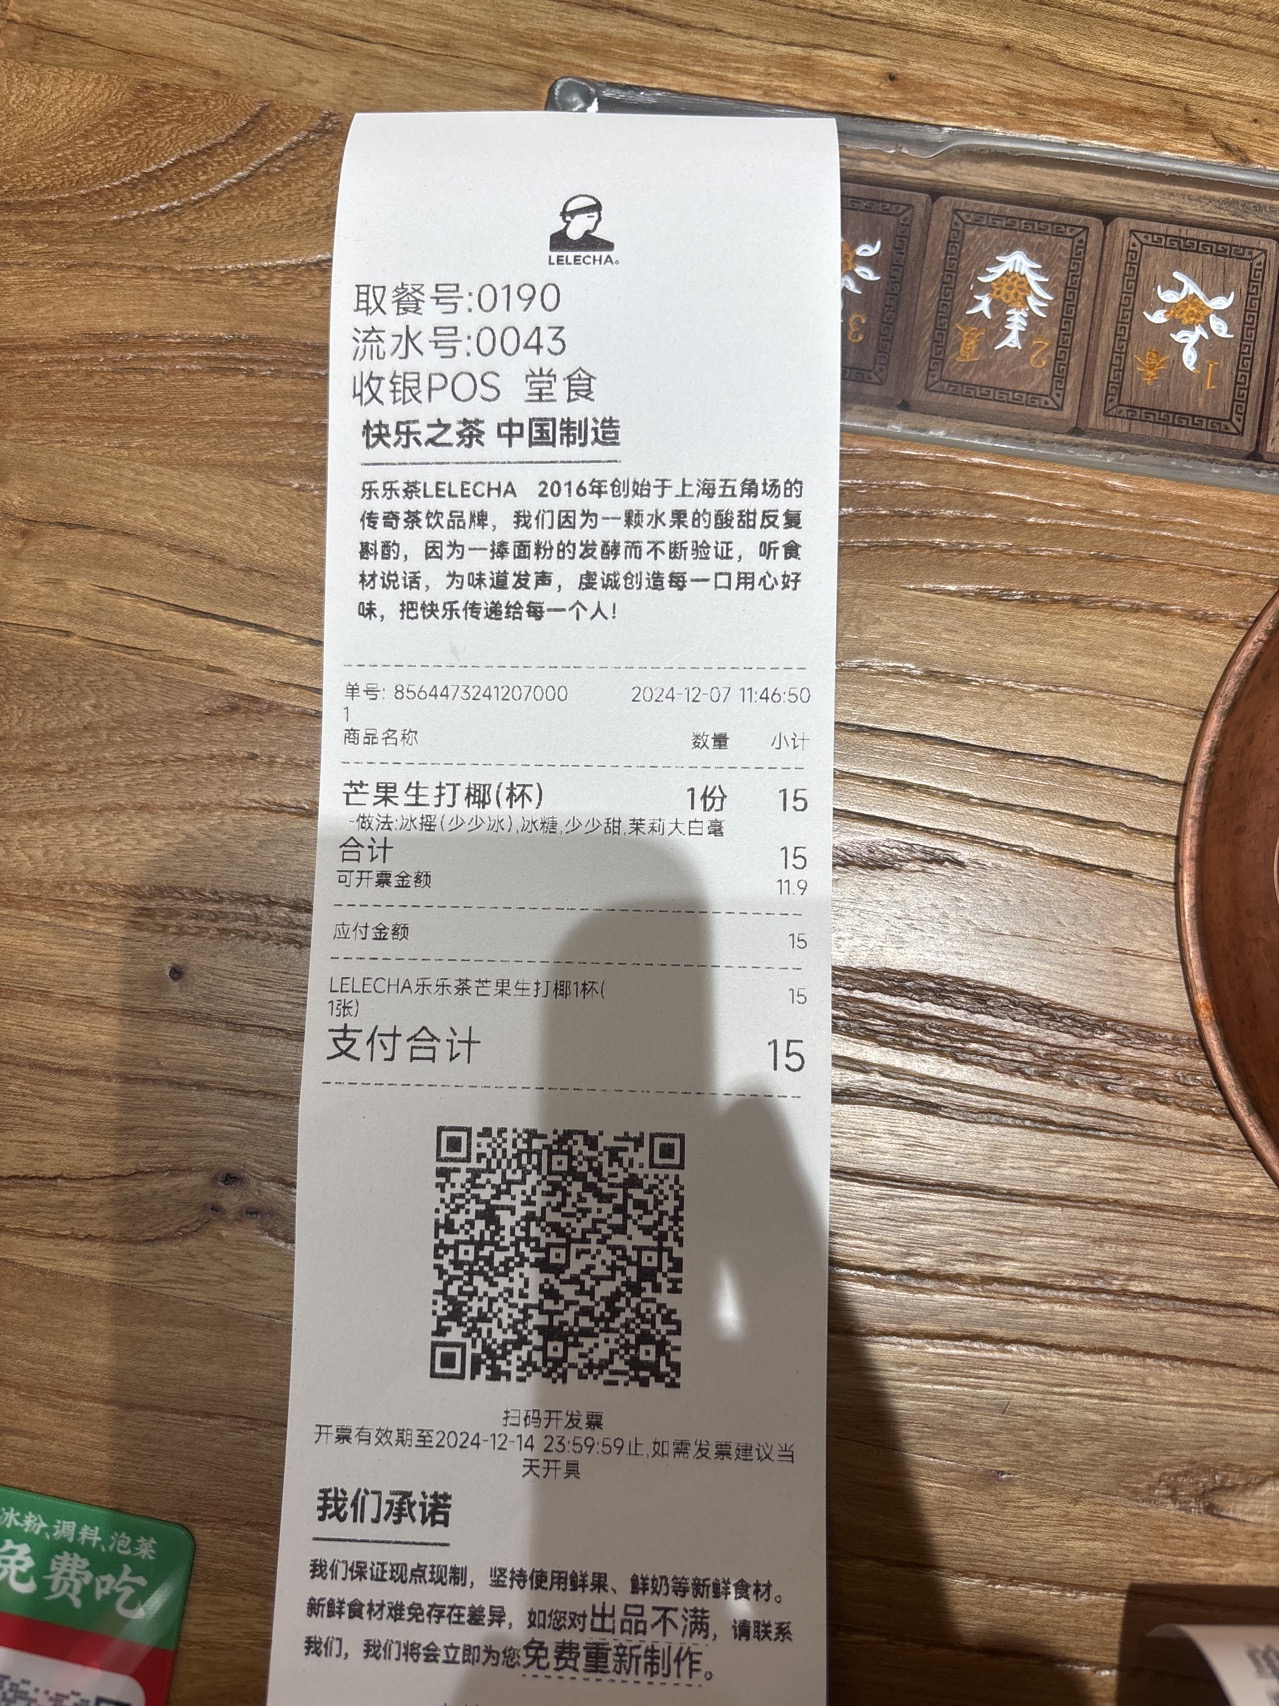 LELECHA。
取餐号:0190
流水号:0043
收银POS 堂食
快乐之茶 中国制造
乐乐茶LELECHA 2016年创始于上海五角场的
传奇茶饮品牌，我们因为一颗水果的酸甜反复
斟酌，因为一捧面粉的发酵而不断验证，听食
材说话，为味道发声，虔诚创造每一口用心好
味，把快乐传递给每一个人！
单号: 8564473241207000 2024-12-07 11:46:50
1
商品名称 数量 小计
芒果生打椰(杯) 1份 15
-做法:冰摇(少少冰),冰糖,少少甜,茉莉大白毫
合计 15
可开票金额 11.9
应付金额 15
LELECHA乐乐茶芒果生打椰1杯( 15
1张)
支付合计 15
扫码开发票
开票有效期至2024-12-14 23:59:59止,如需发票建议当
天开具
我们承诺
我们保证现点现制，坚持使用鲜果、鲜奶等新鲜食材。
新鲜食材难免存在差异，如您对出品不满，请联系
我们，我们将会立即为您免费重新制作。
3
夏 2
春 1
冰粉、调料、泡菜
免费吃